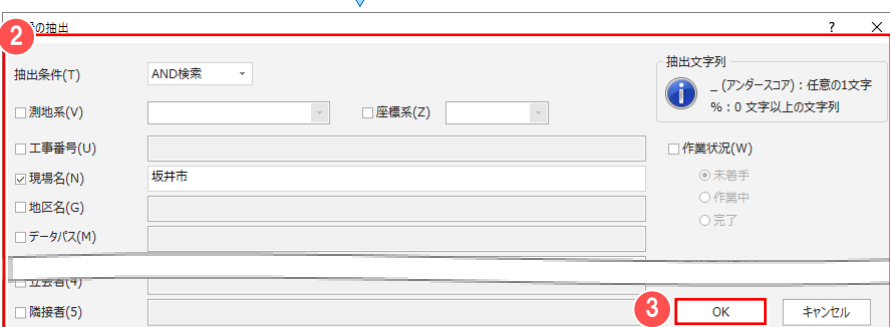 の抽出
? ×
2
抽出条件(T) AND検索
抽出文字列
_ (アンダースコア) : 任意の1文字
% : 0 文字以上の文字列
測地系(V) 座標系(Z)
工事番号(U)
作業状況(W)
現場名(N) 坂井市
未着手
地区名(G)
作業中
完了
データパス(M)
立会者(4)
隣接者(5)
3 OK キャンセル